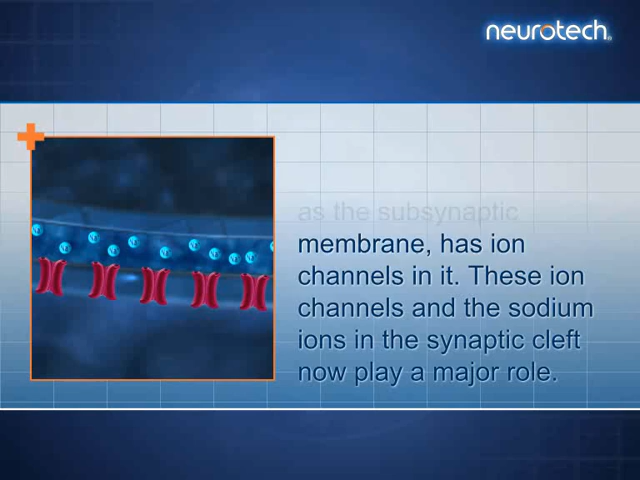 neurotech
as the subsynaptic
membrane, has ion
channels in it. These ion
channels and the sodium
ions in the synaptic cleft
now play a major role.